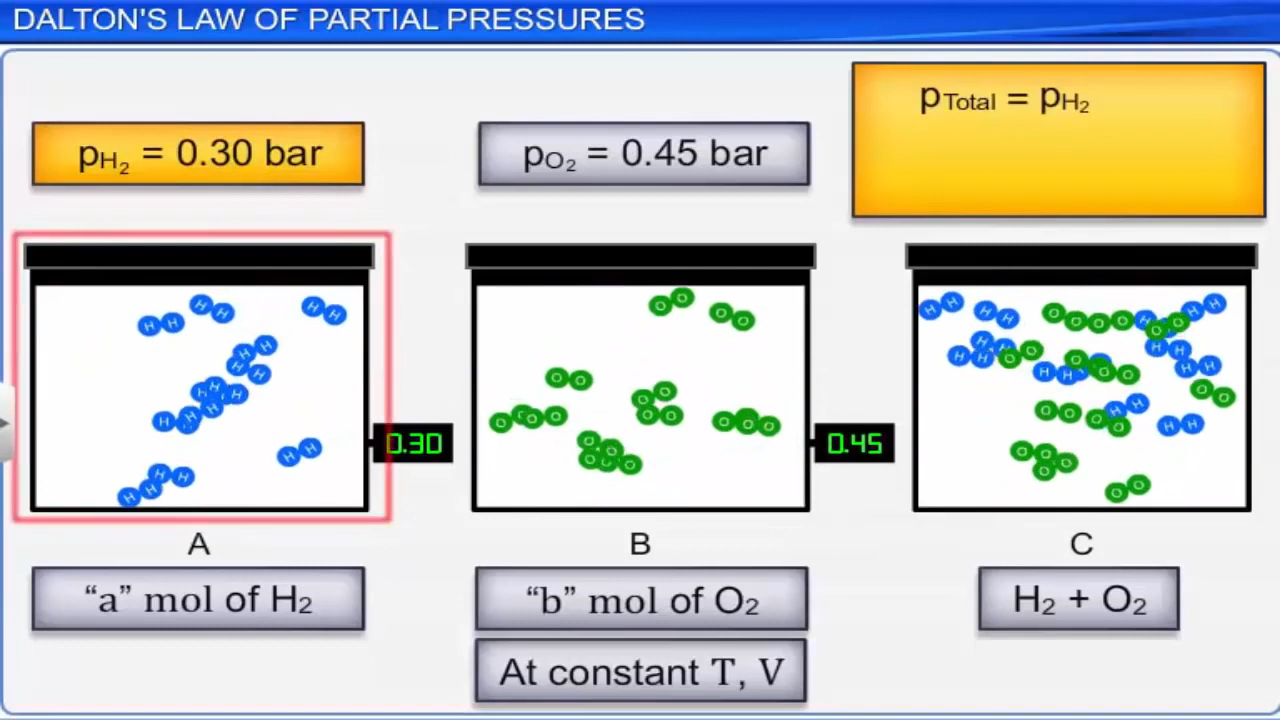 DALTON'S LAW OF PARTIAL PRESSURES
pH₂ = 0.30 bar
pO₂ = 0.45 bar
pTotal = pH₂
0.30
0.45
A
B
C
“a” mol of H₂
“b” mol of O₂
H₂ + O₂
At constant T, V